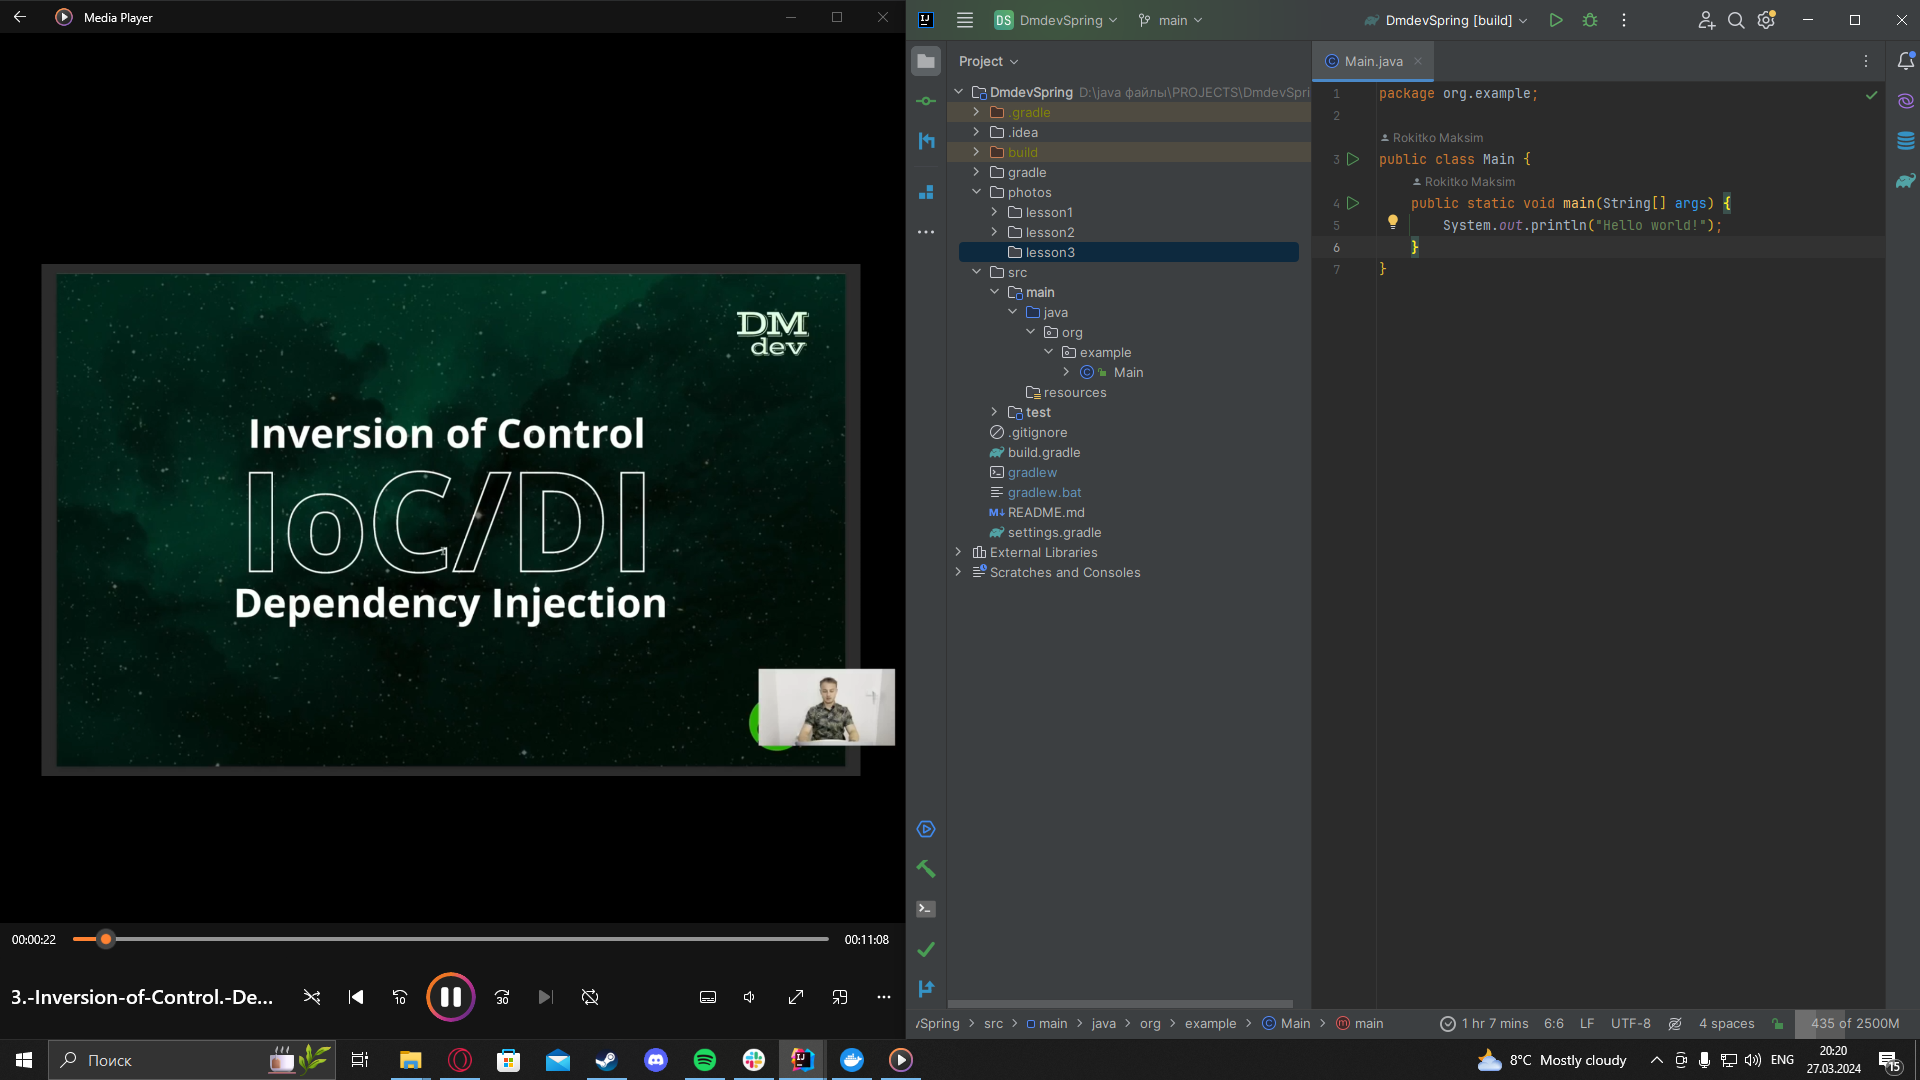 Media Player
DM
dev
Inversion of Control
IoC/DI
Dependency Injection
00:00:22
00:11:08
3.-Inversion-of-Control.-De...
10
30
DS DmdevSpring
main
DmdevSpring [build]
Project
DmdevSpring D:\java файлы\PROJECTS\DmdevSpri
.gradle
.idea
build
gradle
photos
lesson1
lesson2
lesson3
src
main
java
org
example
Main
resources
test
.gitignore
build.gradle
gradlew
gradlew.bat
README.md
settings.gradle
External Libraries
Scratches and Consoles
Main.java
1 package org.example;
2
Rokitko Maksim
3 public class Main {
Rokitko Maksim
4 public static void main(String[] args) {
5 System.out.println("Hello world!");
6 }
7 }
vSpring > src > main > java > org > example > Main > main
1 hr 7 mins 6:6 LF UTF-8 4 spaces 435 of 2500M
Поиск
8°C Mostly cloudy
ENG
20:20
27.03.2024
15